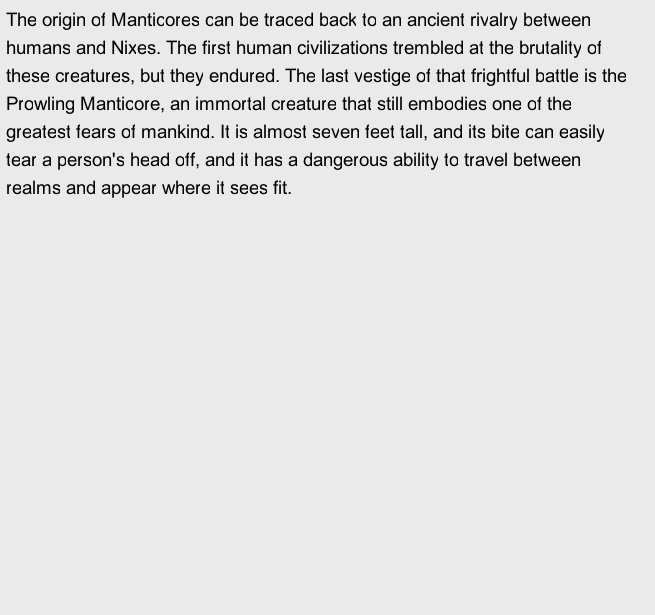 The origin of Manticores can be traced back to an ancient rivalry between
humans and Nixes. The first human civilizations trembled at the brutality of
these creatures, but they endured. The last vestige of that frightful battle is the
Prowling Manticore, an immortal creature that still embodies one of the
greatest fears of mankind. It is almost seven feet tall, and its bite can easily
tear a person's head off, and it has a dangerous ability to travel between
realms and appear where it sees fit.